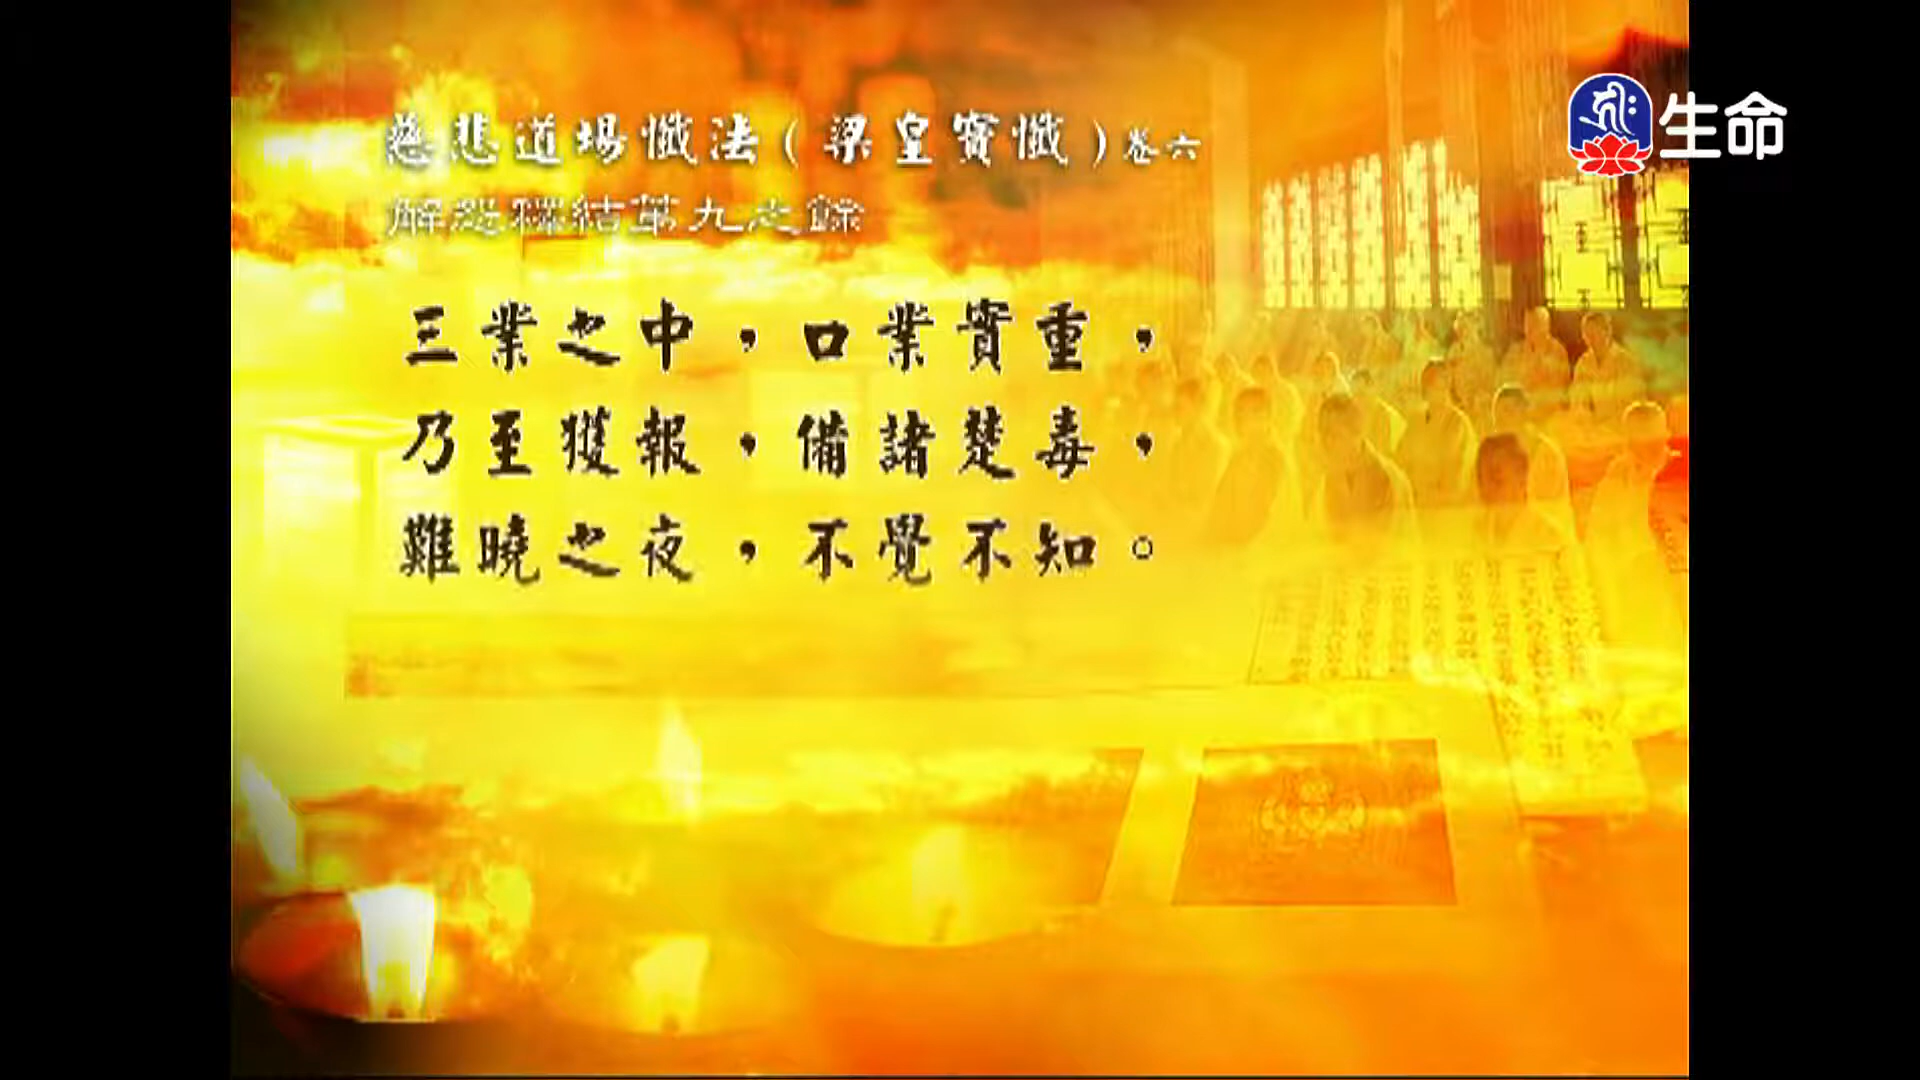 慈悲道場懺法(梁皇寶懺)卷六
解怨釋結第九之餘
三業之中,口業實重,
乃至獲報,備諸楚毒,
難曉之夜,不覺不知。
生命